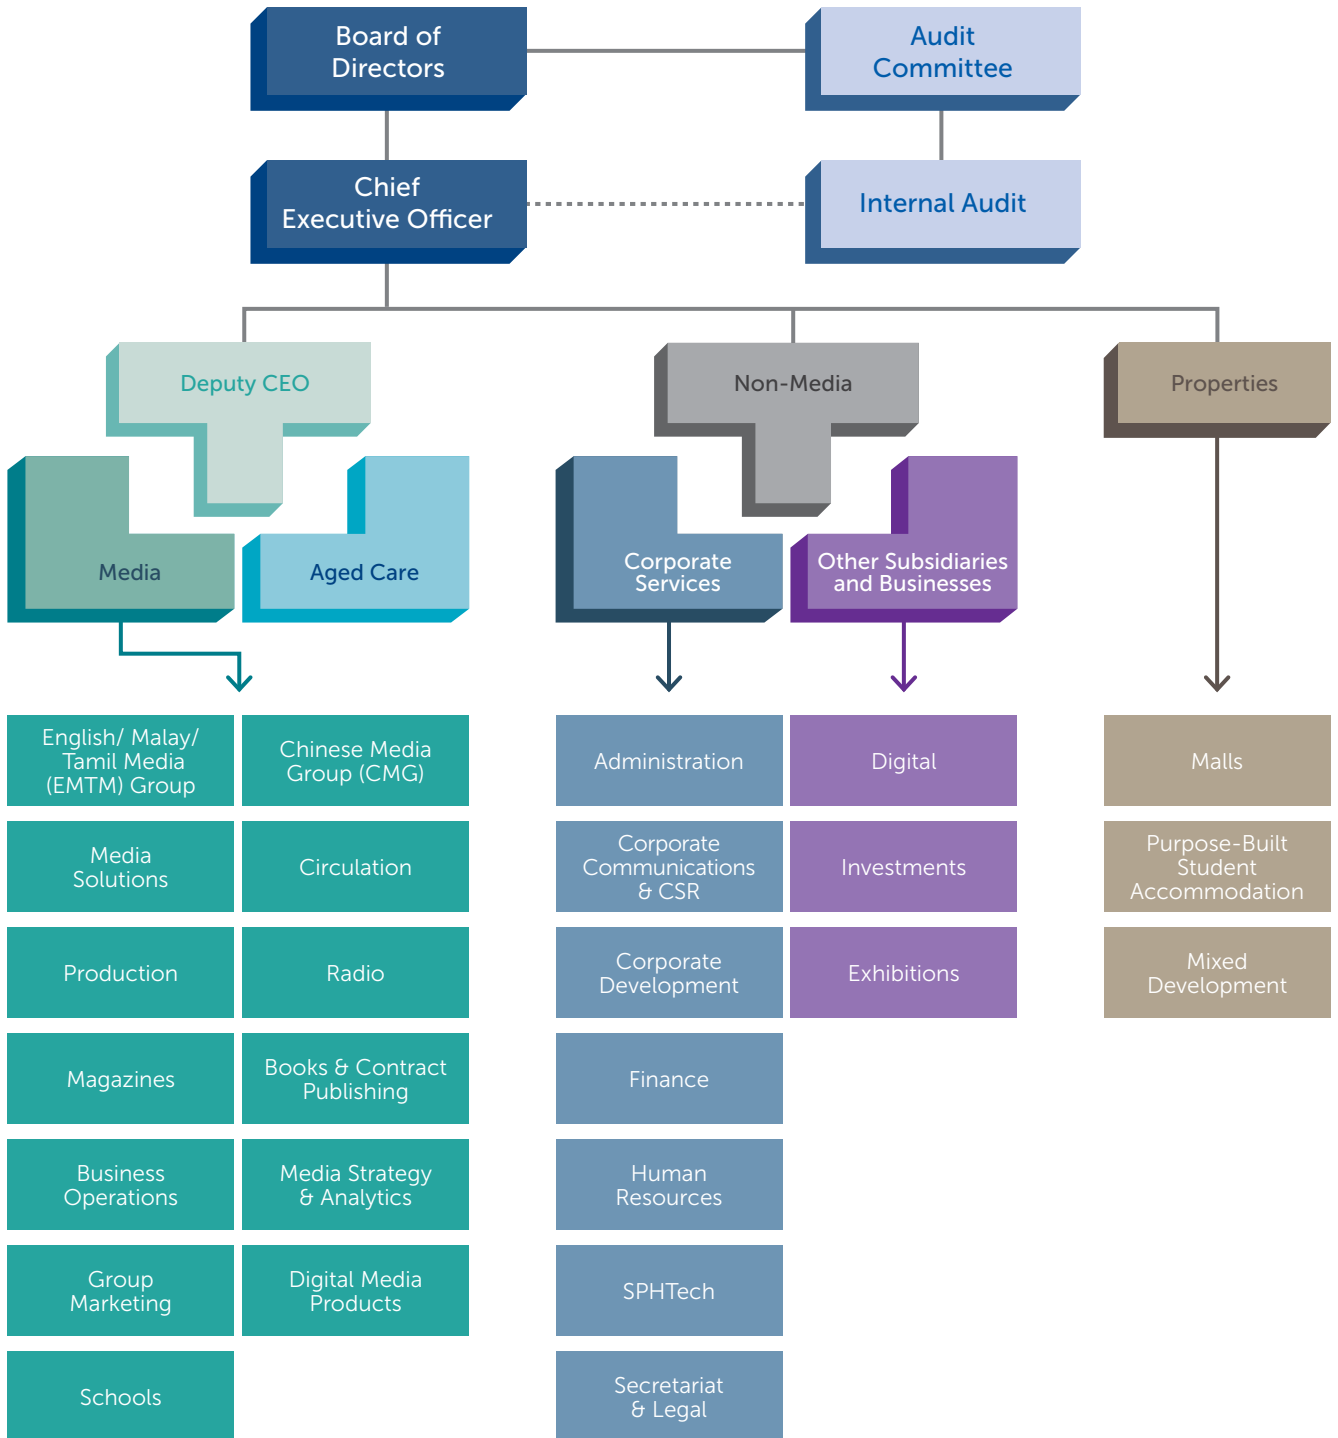 Board of
Directors
Audit
Committee
Chief
Executive Officer
Internal Audit
Deputy CEO
Non-Media
Properties
Media
Aged Care
Corporate
Services
Other Subsidiaries
and Businesses
English/ Malay/
Tamil Media
(EMTM) Group
Chinese Media
Group (CMG)
Administration
Digital
Malls
Media
Solutions
Circulation
Corporate
Communications
& CSR
Investments
Purpose-Built
Student
Accommodation
Production
Radio
Corporate
Development
Exhibitions
Mixed
Development
Magazines
Books & Contract
Publishing
Finance
Business
Operations
Media Strategy
& Analytics
Human
Resources
Group
Marketing
Digital Media
Products
SPHTech
Schools
Secretariat
& Legal